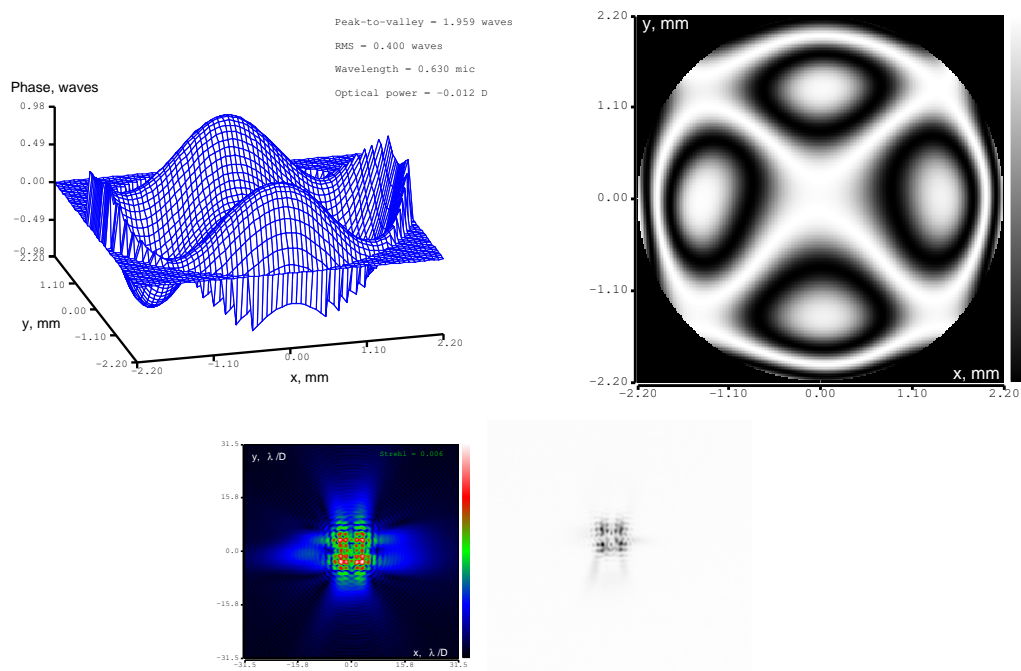 Peak-to-valley = 1.959 waves
RMS = 0.400 waves
Wavelength = 0.630 mic
Optical power = -0.012 D
Phase, waves
0.98
0.49
0.00
-0.49
-0.98
2.20
1.10
0.00
-1.10
-2.20
y, mm
-2.20
-1.10
0.00
1.10
2.20
x, mm
y, mm
2.20
1.10
0.00
-1.10
-2.20
x, mm
-2.20
-1.10
0.00
1.10
2.20
y, λ/D
Strehl = 0.006
31.5
15.8
0.0
-15.8
-31.5
x, λ/D
-31.5
-15.8
0.0
15.8
31.5